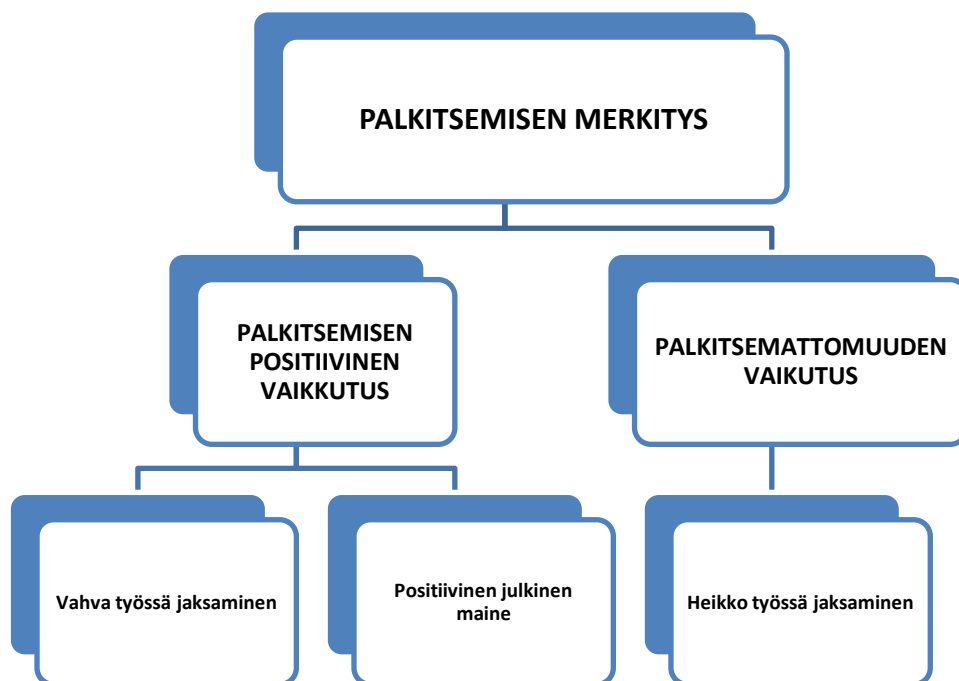 PALKITSEMISEN MERKITYS
PALKITSEMISEN
POSITIIVINEN
VAIKKUTUS
PALKITSEMATTOMUUDEN
VAIKUTUS
Vahva työssä jaksaminen
Positiivinen julkinen
maine
Heikko työssä jaksaminen